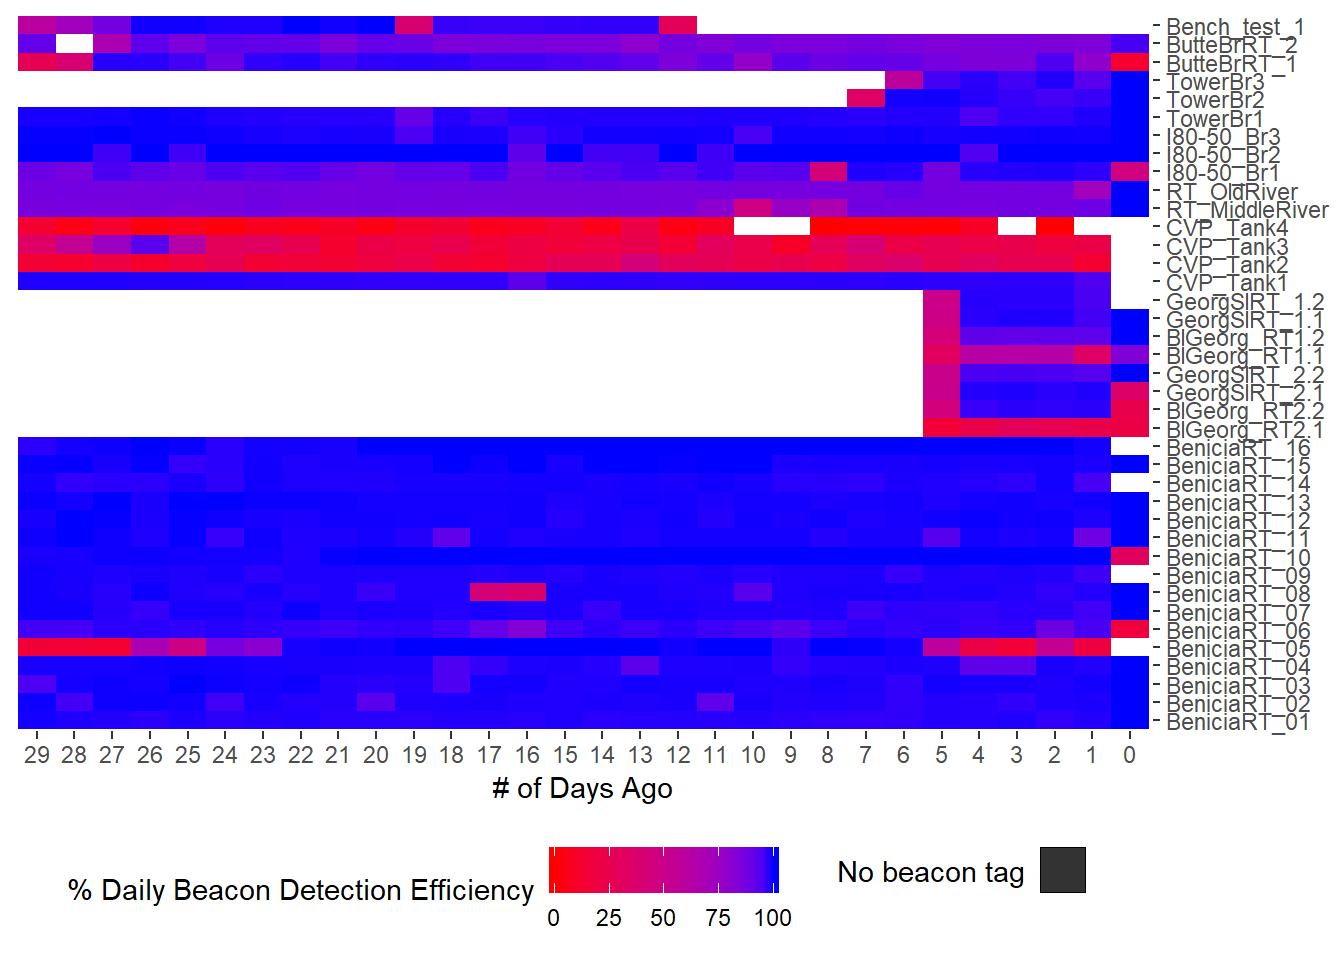 Bench_test_1
ButteBrRT_2
ButteBrRT_1
TowerBr3
TowerBr2
TowerBr1
I80-50_Br3
I80-50_Br2
I80-50_Br1
RT_OldRiver
RT_MiddleRiver
CVP_Tank4
CVP_Tank3
CVP_Tank2
CVP_Tank1
GeorgSlRT_1.2
GeorgSlRT_1.1
BlGeorg_RT1.2
BlGeorg_RT1.1
GeorgSlRT_2.2
GeorgSlRT_2.1
BlGeorg_RT2.2
BlGeorg_RT2.1
BeniciaRT_16
BeniciaRT_15
BeniciaRT_14
BeniciaRT_13
BeniciaRT_12
BeniciaRT_11
BeniciaRT_10
BeniciaRT_09
BeniciaRT_08
BeniciaRT_07
BeniciaRT_06
BeniciaRT_05
BeniciaRT_04
BeniciaRT_03
BeniciaRT_02
BeniciaRT_01
29 28 27 26 25 24 23 22 21 20 19 18 17 16 15 14 13 12 11 10 9 8 7 6 5 4 3 2 1 0
# of Days Ago
% Daily Beacon Detection Efficiency
0 25 50 75 100
No beacon tag